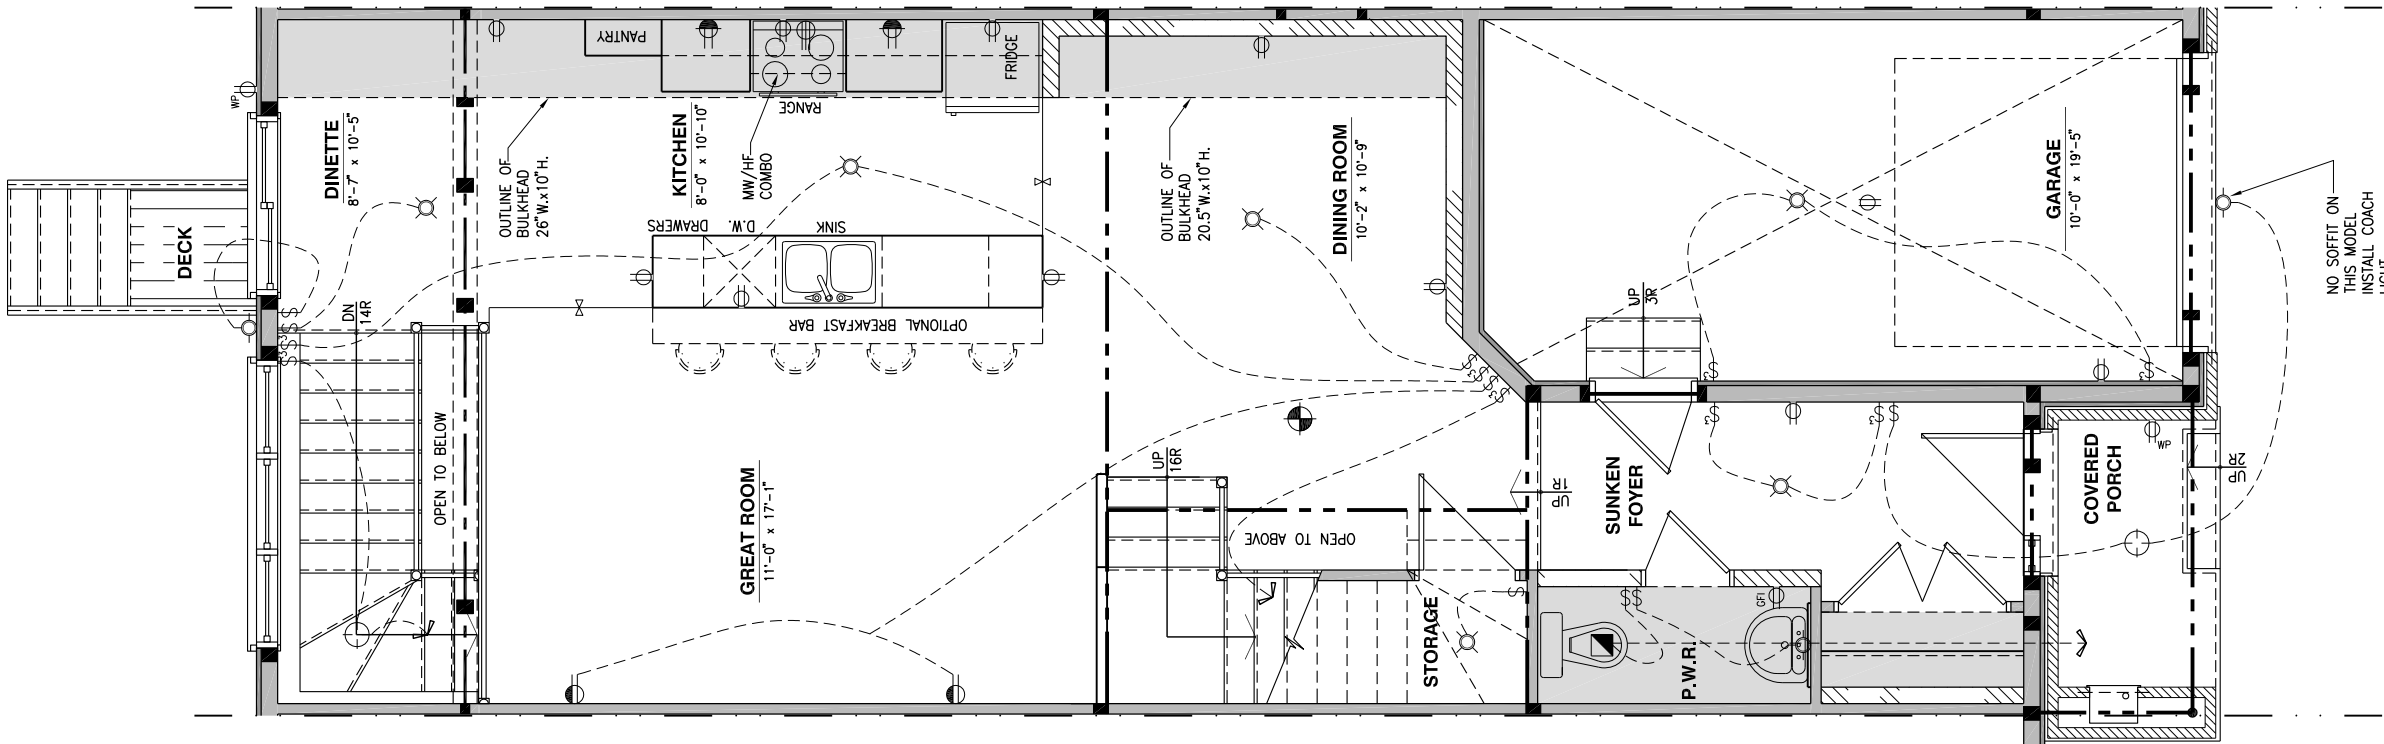 PANTRY
FRIDGE
RANGE
WP
DINETTE
8'-7" x 10'-5"
OUTLINE OF
BULKHEAD
26"W.x10"H.
KITCHEN
8'-0" x 10'-10"
MW/HF
COMBO
OUTLINE OF
BULKHEAD
20.5"W.x10"H.
DINING ROOM
10'-2" x 10'-9"
GARAGE
10'-0" x 19'-5"
NO SOFFIT ON
THIS MODEL
INSTALL COACH
DECK
DRAWERS
D.W.
SINK
OPTIONAL BREAKFAST BAR
DN
14R
UP
3R
OPEN TO BELOW
GREAT ROOM
11'-0" x 17'-1"
UP
16R
OPEN TO ABOVE
UP
1R
SUNKEN
FOYER
COVERED
PORCH
WP
UP
2R
STORAGE
P.W.R.
GFI